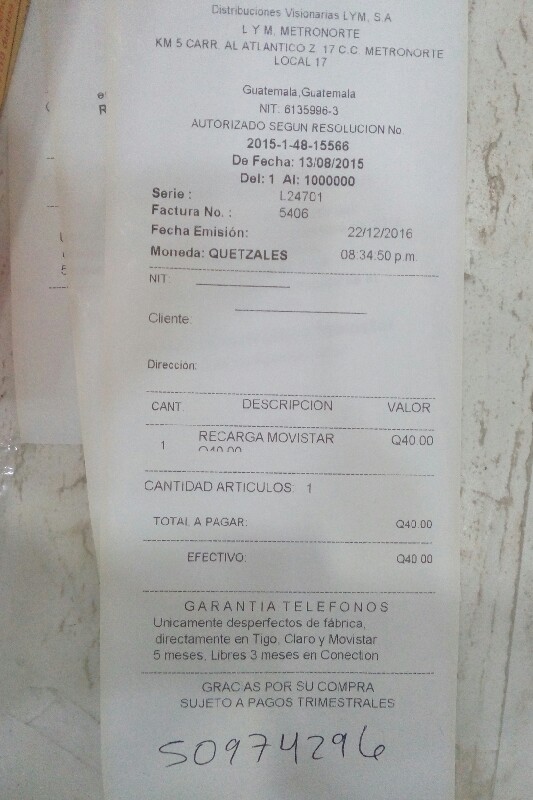 Distribuciones Visionarias LYM, S.A
L Y M. METRONORTE
KM 5 CARR. AL ATLANTICO Z. 17 C.C. METRONORTE
LOCAL 17
Guatemala,Guatemala
NIT: 6135996-3
AUTORIZADO SEGUN RESOLUCION No.
2015-1-48-15566
De Fecha: 13/08/2015
Del: 1 Al: 1000000
Serie : L24701
Factura No. : 5406
Fecha Emisión: 22/12/2016
Moneda: QUETZALES 08:34:50 p.m.
NIT:
Cliente:
Dirección:
CANT. DESCRIPCION VALOR
1 RECARGA MOVISTAR Q40.00
Q40.00
CANTIDAD ARTICULOS: 1
TOTAL A PAGAR: Q40.00
EFECTIVO: Q40.00
GARANTIA TELEFONOS
Unicamente desperfectos de fábrica,
directamente en Tigo, Claro y Movistar
5 meses, Libres 3 meses en Conection
GRACIAS POR SU COMPRA
SUJETO A PAGOS TRIMESTRALES
50974296